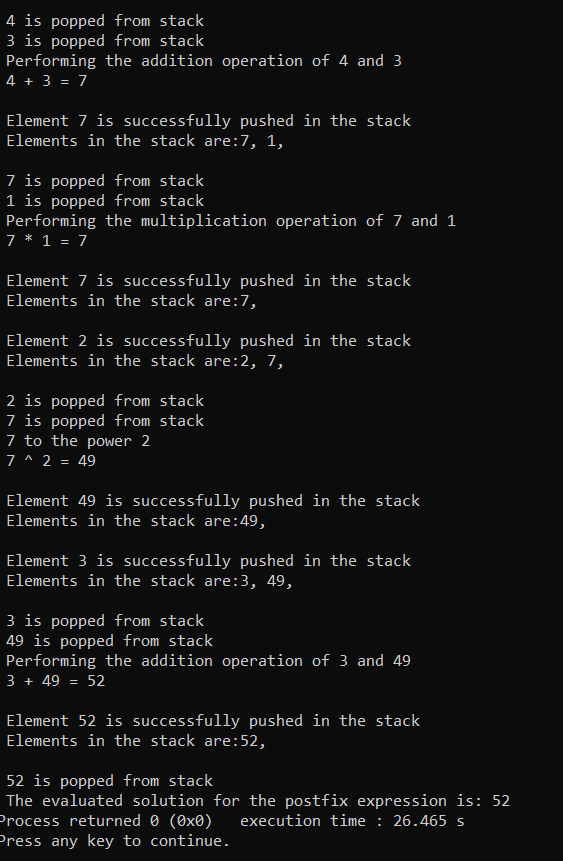 4 is popped from stack
3 is popped from stack
Performing the addition operation of 4 and 3
4 + 3 = 7
Element 7 is successfully pushed in the stack
Elements in the stack are:7, 1,
7 is popped from stack
1 is popped from stack
Performing the multiplication operation of 7 and 1
7 * 1 = 7
Element 7 is successfully pushed in the stack
Elements in the stack are:7,
Element 2 is successfully pushed in the stack
Elements in the stack are:2, 7,
2 is popped from stack
7 is popped from stack
7 to the power 2
7 ^ 2 = 49
Element 49 is successfully pushed in the stack
Elements in the stack are:49,
Element 3 is successfully pushed in the stack
Elements in the stack are:3, 49,
3 is popped from stack
49 is popped from stack
Performing the addition operation of 3 and 49
3 + 49 = 52
Element 52 is successfully pushed in the stack
Elements in the stack are:52,
52 is popped from stack
The evaluated solution for the postfix expression is: 52
Process returned 0 (0x0)   execution time : 26.465 s
Press any key to continue.